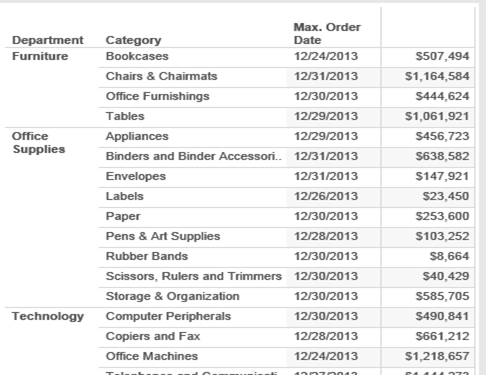 Max. Order
Department Category Date
Furniture Bookcases 12/24/2013 $507,494
Chairs & Chairmats 12/31/2013 $1,164,584
Office Furnishings 12/30/2013 $444,624
Tables 12/29/2013 $1,061,921
Office Appliances 12/29/2013 $456,723
Supplies Binders and Binder Accessori.. 12/31/2013 $638,582
Envelopes 12/31/2013 $147,921
Labels 12/26/2013 $23,450
Paper 12/30/2013 $253,600
Pens & Art Supplies 12/28/2013 $103,252
Rubber Bands 12/30/2013 $8,664
Scissors, Rulers and Trimmers 12/30/2013 $40,429
Storage & Organization 12/30/2013 $585,705
Technology Computer Peripherals 12/30/2013 $490,841
Copiers and Fax 12/28/2013 $661,212
Office Machines 12/24/2013 $1,218,657